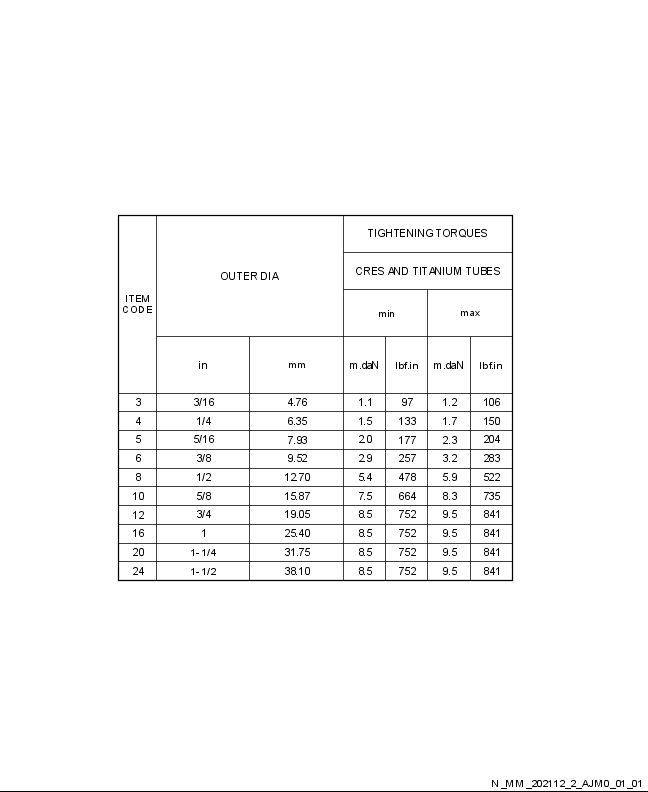 TIGHTENING TORQUES
OUTER DIA
CRES AND TITANIUM TUBES
ITEM
CODE
min max
in mm m.daN lbf.in m.daN lbf.in
3 3/16 4.76 1.1 97 1.2 106
4 1/4 6.35 1.5 133 1.7 150
5 5/16 7.93 2.0 177 2.3 204
6 3/8 9.52 2.9 257 3.2 283
8 1/2 12.70 5.4 478 5.9 522
10 5/8 15.87 7.5 664 8.3 735
12 3/4 19.05 8.5 752 9.5 841
16 1 25.40 8.5 752 9.5 841
20 1-1/4 31.75 8.5 752 9.5 841
24 1-1/2 38.10 8.5 752 9.5 841
N_MM_202112_2_AJM0_01_01